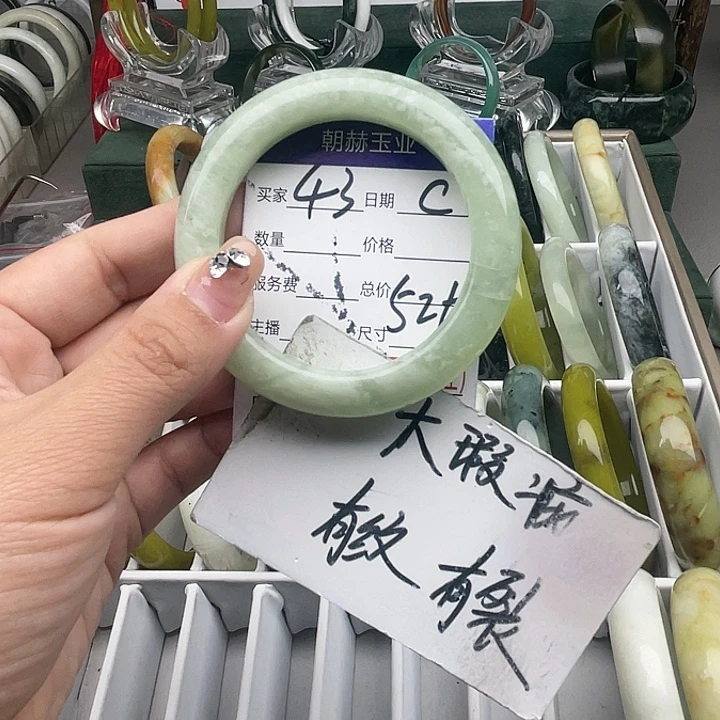 朝赫玉业
买家 43 日期 C
数量 价格
服务费 总价 52+
主播 尺寸
大瑕疵
有纹 有裂